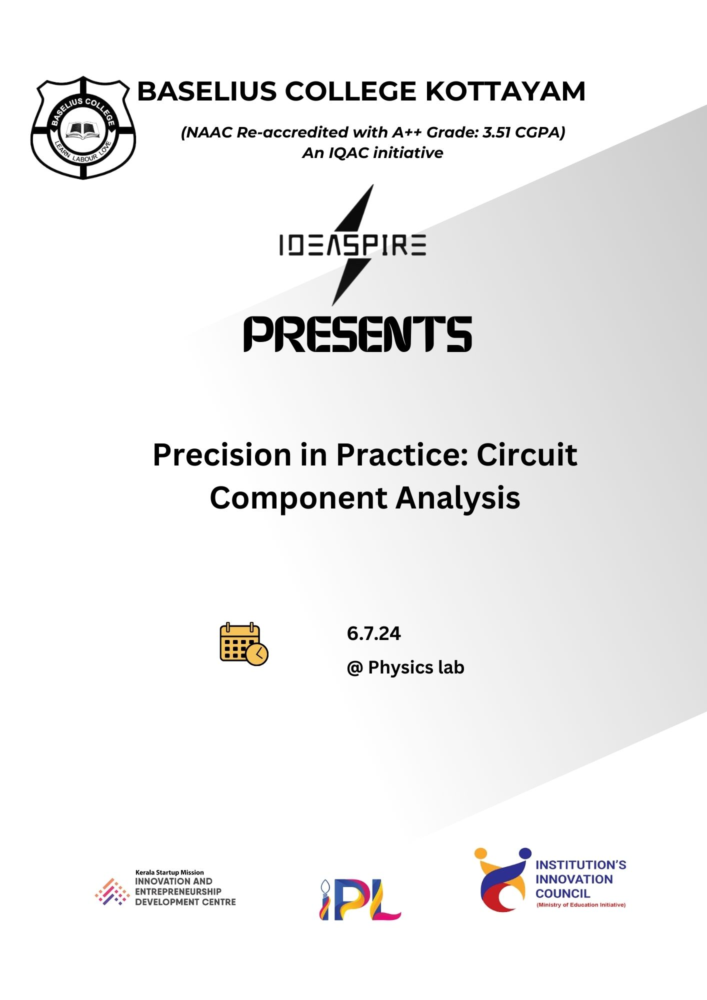 BASELIUS COLLEGE KOTTAYAM
BASELIUS COLLEGE
LEARN LABOUR LOVE
(NAAC Re-accredited with A++ Grade: 3.51 CGPA)
An IQAC initiative
IDEASPIRE
PRESENTS
Precision in Practice: Circuit
Component Analysis
6.7.24
@ Physics lab
Kerala Startup Mission
INNOVATION AND
ENTREPRENEURSHIP
DEVELOPMENT CENTRE
iPL
INSTITUTION'S
INNOVATION
COUNCIL
(Ministry of Education Initiative)